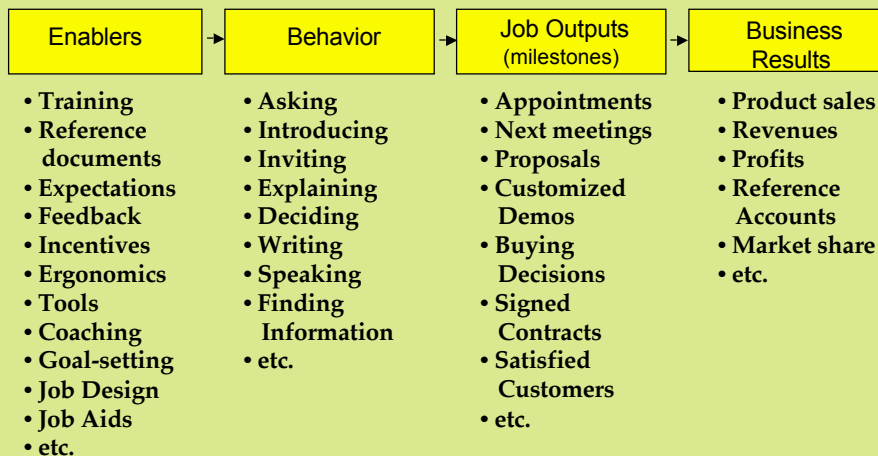 Enablers
Behavior
Job Outputs
(milestones)
Business
Results
• Training
• Reference
documents
• Expectations
• Feedback
• Incentives
• Ergonomics
• Tools
• Coaching
• Goal-setting
• Job Design
• Job Aids
• etc.
• Asking
• Introducing
• Inviting
• Explaining
• Deciding
• Writing
• Speaking
• Finding
Information
• etc.
• Appointments
• Next meetings
• Proposals
• Customized
Demos
• Buying
Decisions
• Signed
Contracts
• Satisfied
Customers
• etc.
• Product sales
• Revenues
• Profits
• Reference
Accounts
• Market share
• etc.